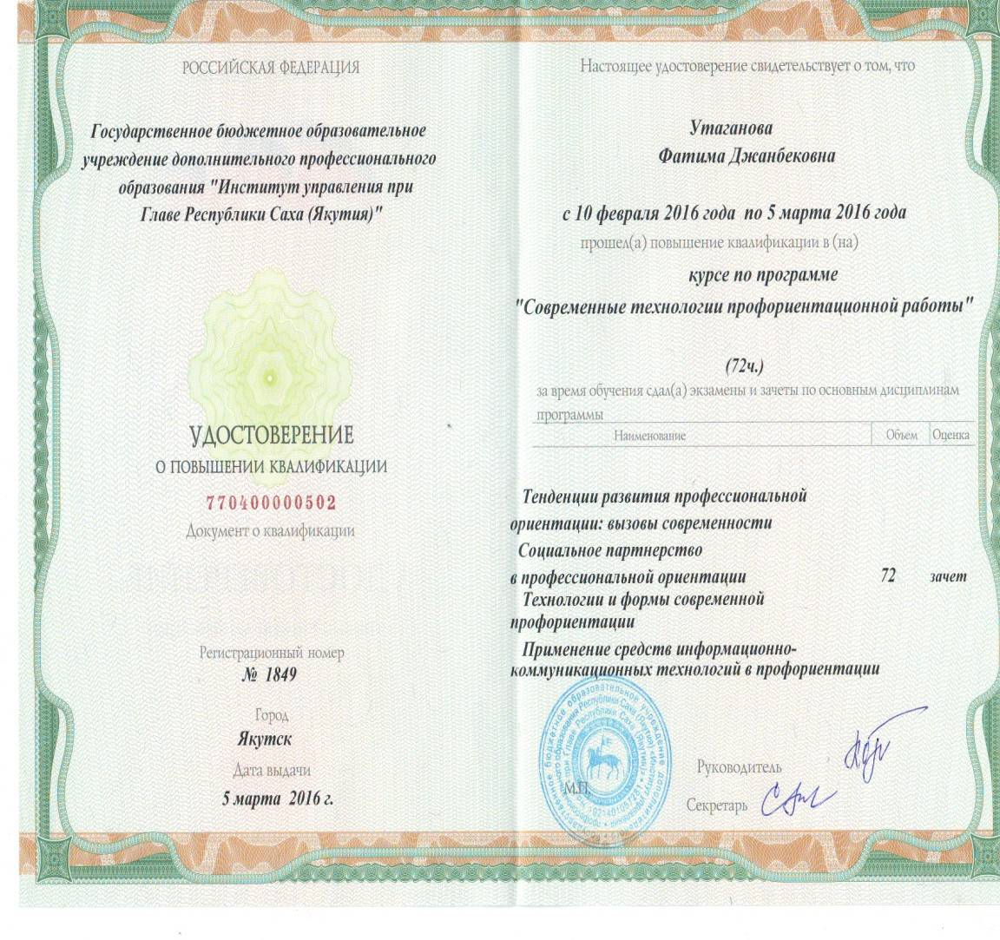 РОССИЙСКАЯ ФЕДЕРАЦИЯ
Государственное бюджетное образовательное
учреждение дополнительного профессионального
образования "Институт управления при
Главе Республики Саха (Якутия)"
УДОСТОВЕРЕНИЕ
О ПОВЫШЕНИИ КВАЛИФИКАЦИИ
770400000502
Документ о квалификации
Регистрационный номер
№ 1849
Город
Якутск
Дата выдачи
5 марта 2016 г.
Настоящее удостоверение свидетельствует о том, что
Утаганова
Фатима Джанбековна
с 10 февраля 2016 года по 5 марта 2016 года
прошел(а) повышение квалификации в (на)
курсе по программе
"Современные технологии профориентационной работы"
(72ч.)
за время обучения сдал(а) экзамены и зачеты по основным дисциплинам
программы
Наименование Объем Оценка
Тенденции развития профессиональной
ориентации: вызовы современности
Социальное партнерство
в профессиональной ориентации 72 зачет
Технологии и формы современной
профориентации
Применение средств информационно-
коммуникационных технологий в профориентации
Руководитель
М.П.
Секретарь